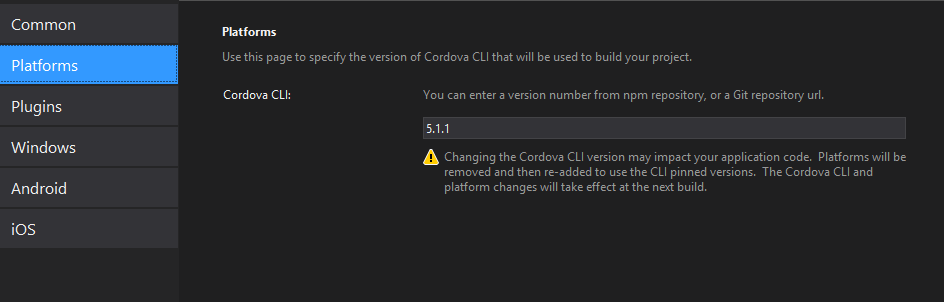 Common
Platforms
Plugins
Windows
Android
iOS
Platforms
Use this page to specify the version of Cordova CLI that will be used to build your project.
Cordova CLI:
You can enter a version number from npm repository, or a Git repository url.
5.1.1
Changing the Cordova CLI version may impact your application code. Platforms will be
removed and then re-added to use the CLI pinned versions. The Cordova CLI and
platform changes will take effect at the next build.